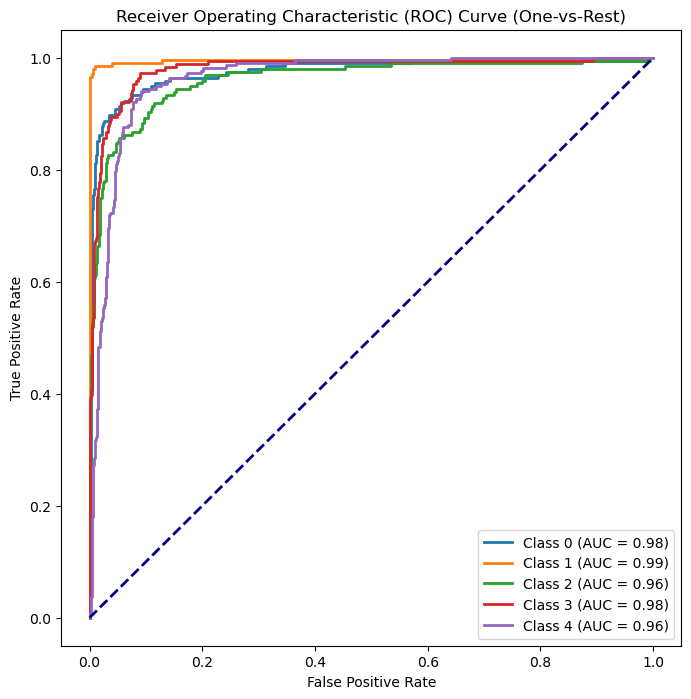 Receiver Operating Characteristic (ROC) Curve (One-vs-Rest)
True Positive Rate
1.0
0.8
0.6
0.4
0.2
0.0
0.0 0.2 0.4 0.6 0.8 1.0
False Positive Rate
Class 0 (AUC = 0.98)
Class 1 (AUC = 0.99)
Class 2 (AUC = 0.96)
Class 3 (AUC = 0.98)
Class 4 (AUC = 0.96)